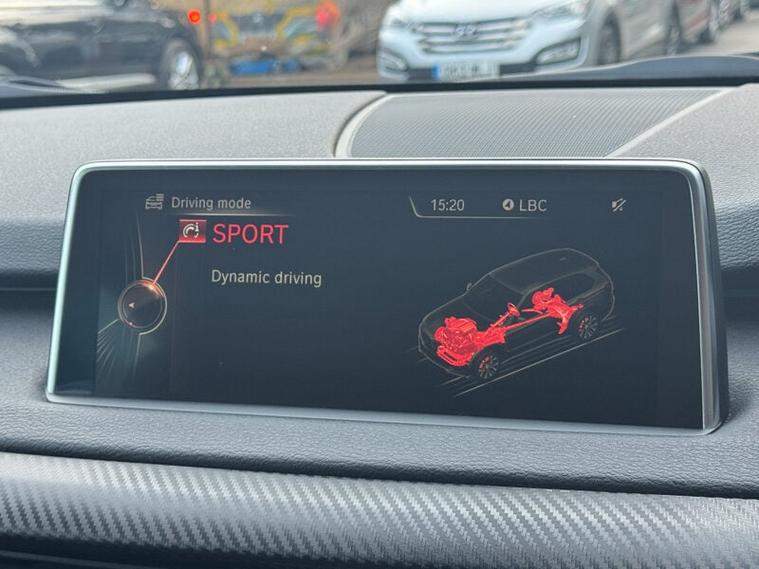 Driving mode
15:20
LBC
SPORT
Dynamic driving